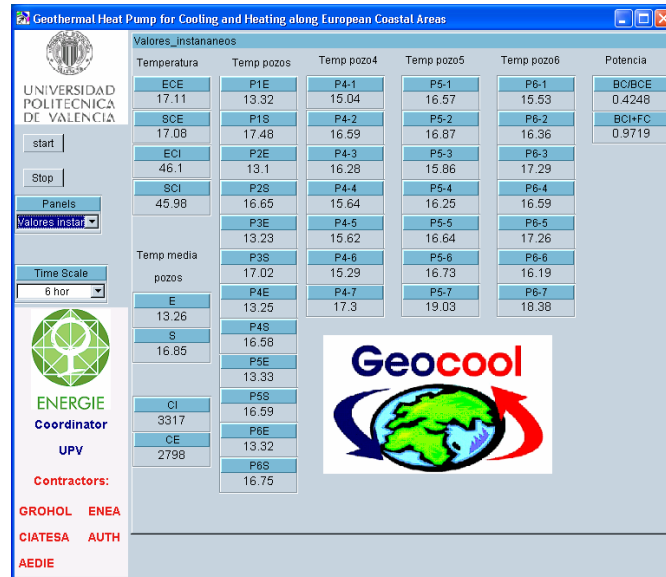 Geothermal Heat Pump for Cooling and Heating along European Coastal Areas
UNIVERSIDAD
POLITECNICA
DE VALENCIA
start
Stop
Panels
Valores instar
Time Scale
6 hor
ENERGIE
Coordinator
UPV
Contractors:
GROHOL ENEA
CIATESA AUTH
AEDIE
Valores_instananeos
Temperatura
ECE
17.11
SCE
17.08
ECI
46.1
SCI
45.98
Temp media
pozos
E
13.26
S
16.85
CI
3317
CE
2798
Temp pozos
P1E
13.32
P1S
17.48
P2E
13.1
P2S
16.65
P3E
13.23
P3S
17.02
P4E
13.25
P4S
16.58
P5E
13.33
P5S
16.59
P6E
13.32
P6S
16.75
Temp pozo4
P4-1
15.04
P4-2
16.59
P4-3
16.28
P4-4
15.64
P4-5
15.62
P4-6
15.29
P4-7
17.3
Temp pozo5
P5-1
16.57
P5-2
16.87
P5-3
15.86
P5-4
16.25
P5-5
16.64
P5-6
16.73
P5-7
19.03
Temp pozo6
P6-1
15.53
P6-2
16.36
P6-3
17.29
P6-4
16.59
P6-5
17.26
P6-6
16.19
P6-7
18.38
Potencia
BC/BCE
0.4248
BCI+FC
0.9719
Geocool